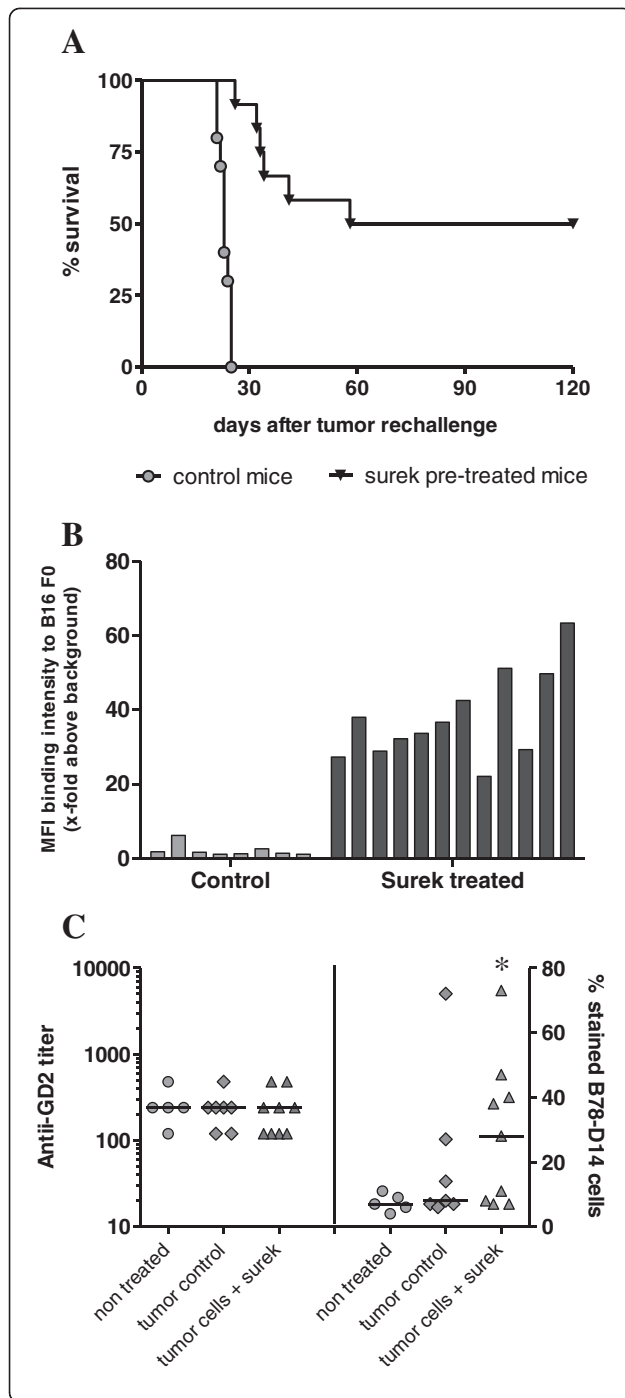 A
100
75
50
25
0
% survival
0 30 60 90 120
days after tumor rechallenge
control mice surek pre-treated mice
B
80
60
40
20
0
MFI binding intensity to B16 F0
(x-fold above background)
Control Surek treated
C
*
10000
1000
100
10
Antii-GD2 titer
80
60
40
20
0
% stained B78-D14 cells
non treated
tumor control
tumor cells + surek
non treated
tumor control
tumor cells + surek